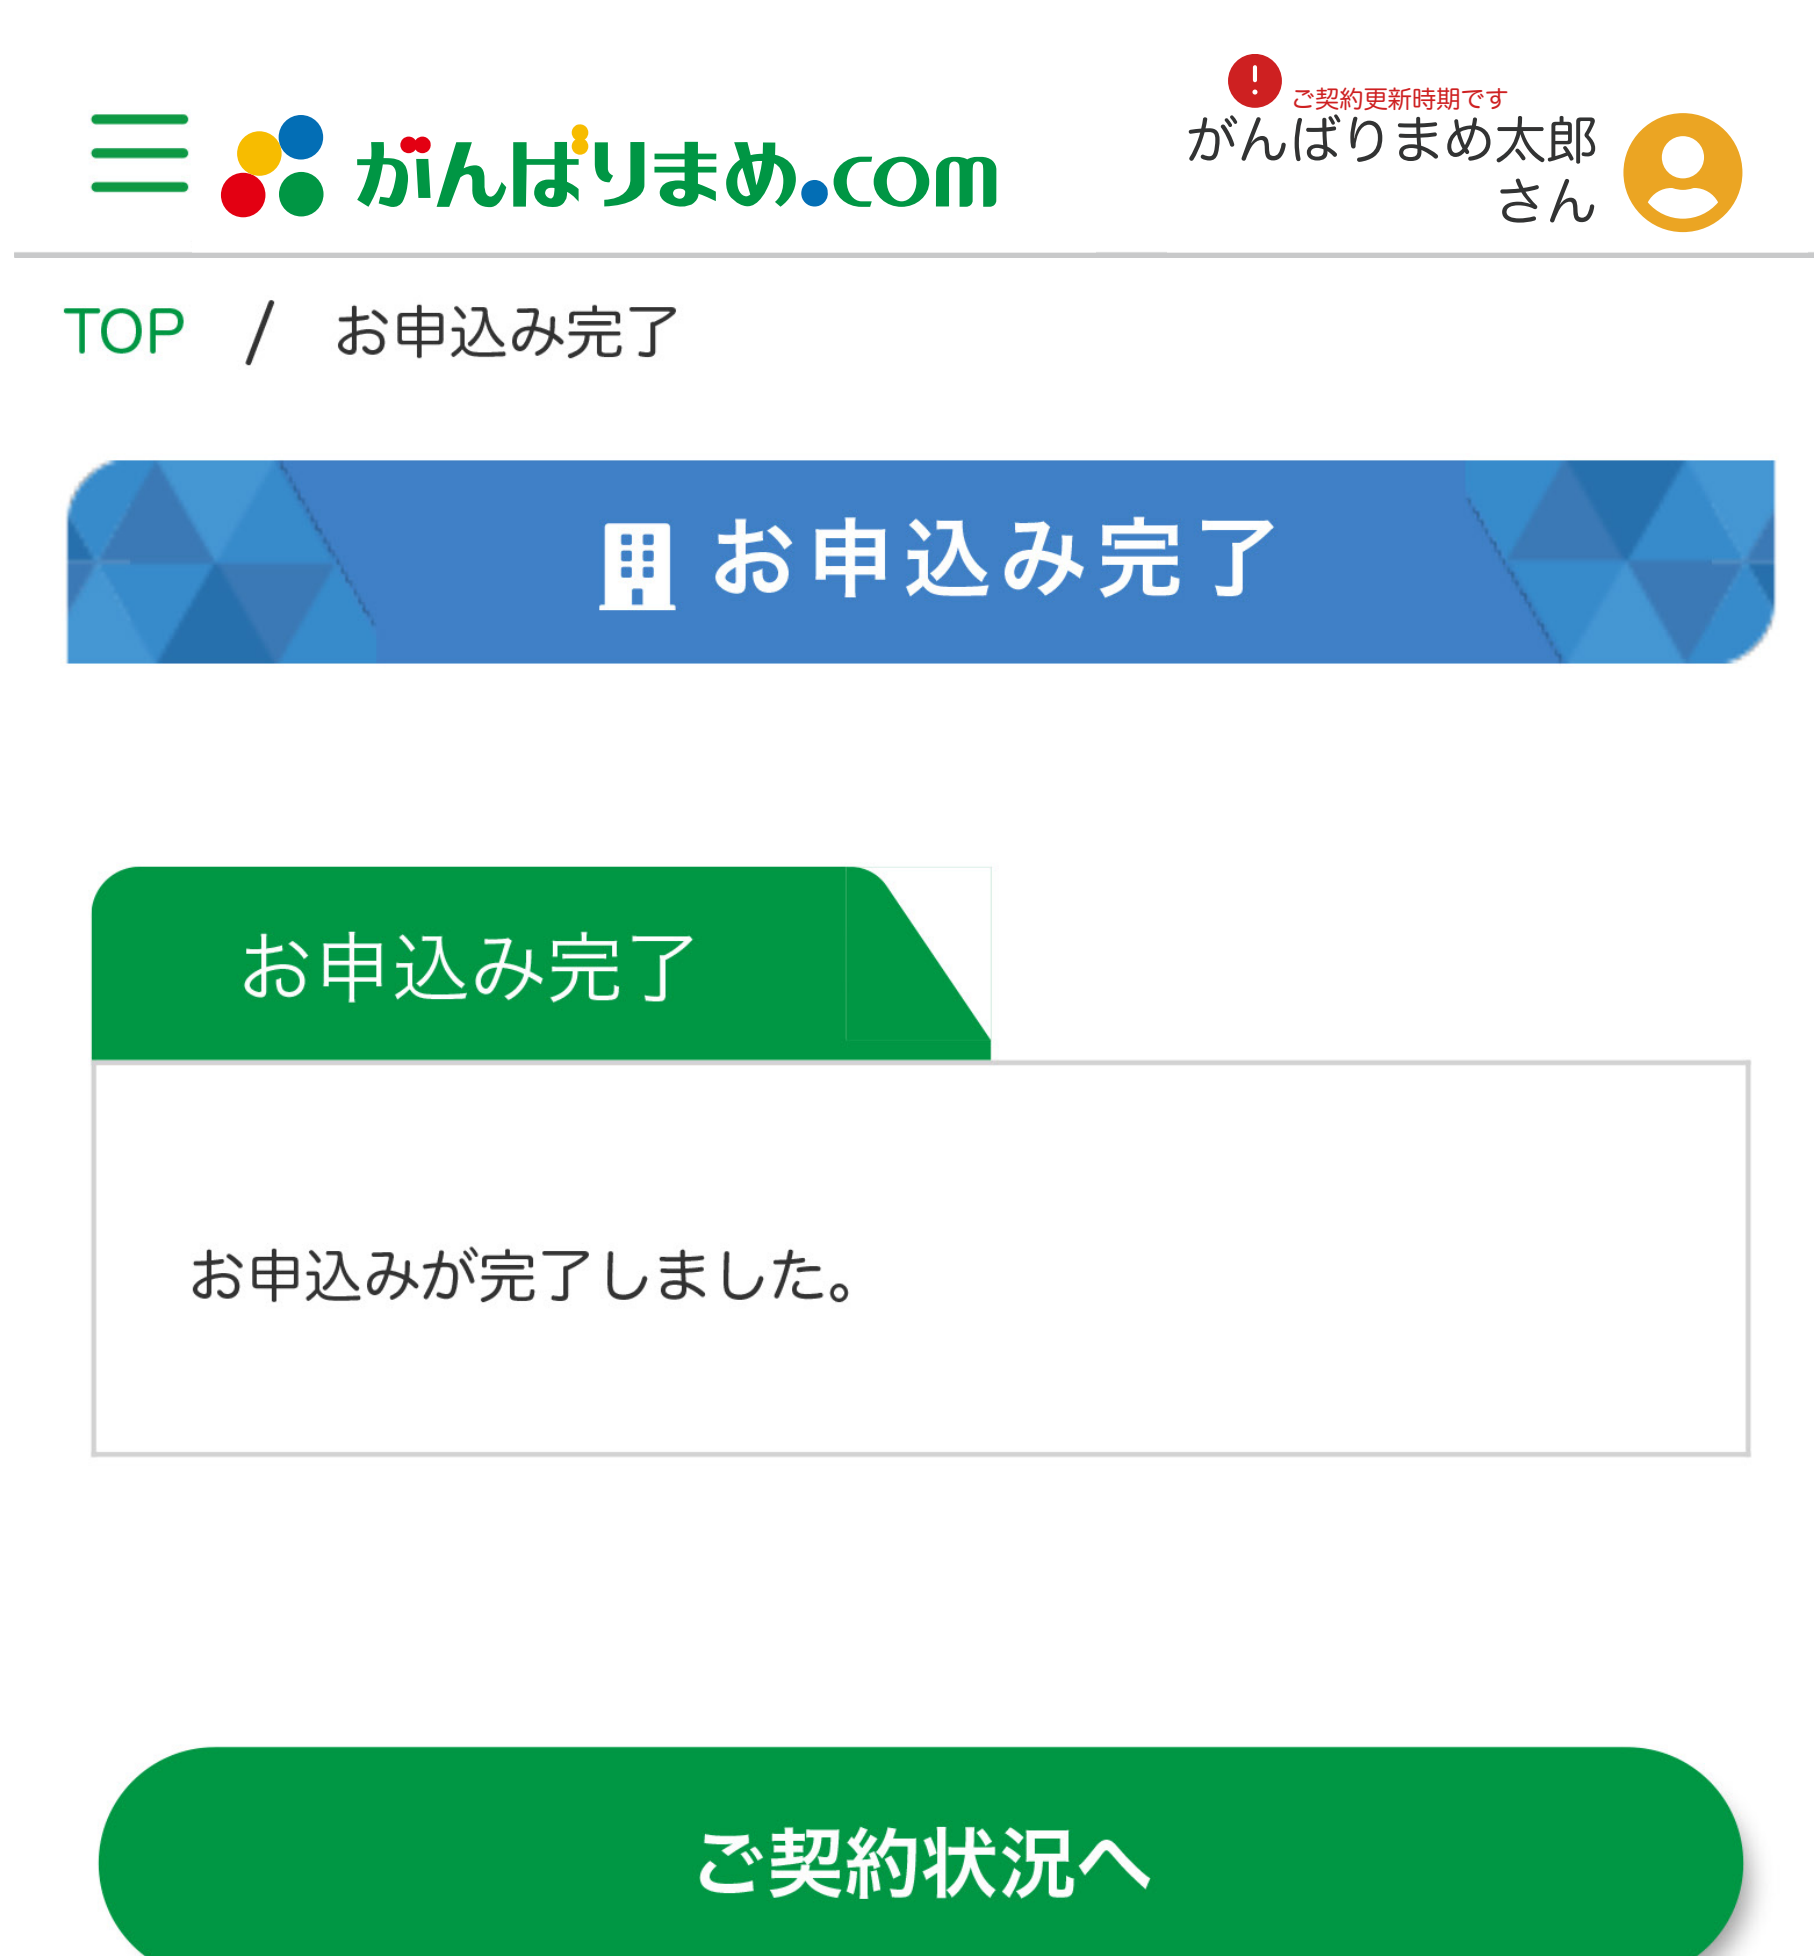 ご契約更新時期です
がんばりまめ.com
がんばりまめ太郎
さん
TOP / お申込み完了
お申込み完了
お申込み完了
お申込みが完了しました。
ご契約状況へ